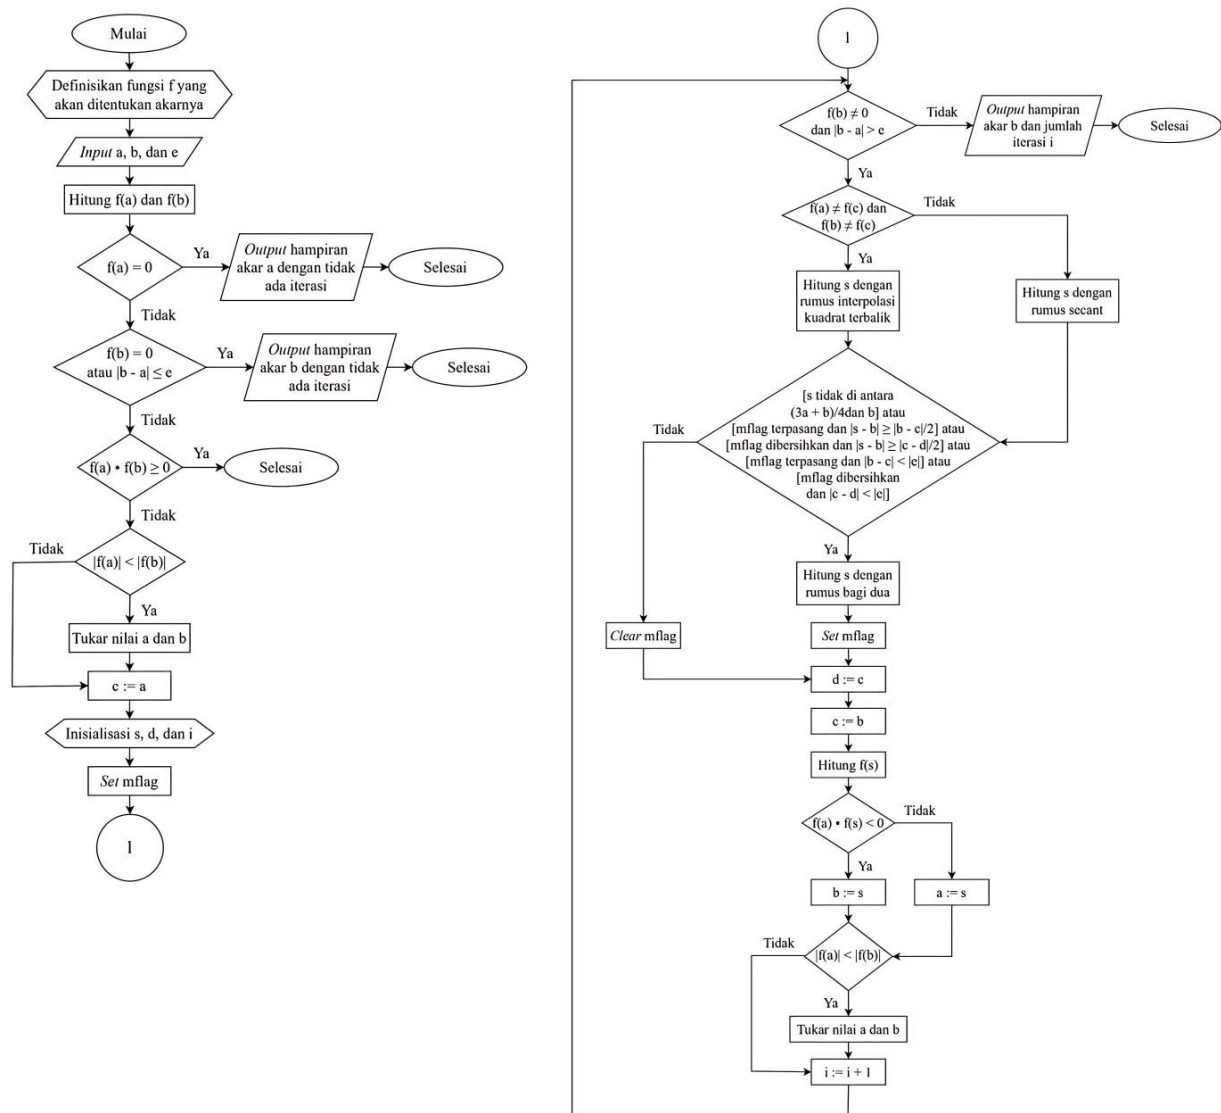 Mulai
Definisikan fungsi f yang
akan ditentukan akarnya
Input a, b, dan e
Hitung f(a) dan f(b)
f(a) = 0
Ya
Output hampiran
akar a dengan tidak
ada iterasi
Selesai
Tidak
f(b) = 0
atau |b - a| ≤ e
Ya
Output hampiran
akar b dengan tidak
ada iterasi
Selesai
Tidak
f(a) • f(b) ≥ 0
Ya
Selesai
Tidak
|f(a)| < |f(b)|
Tidak
Ya
Tukar nilai a dan b
c := a
Inisialisasi s, d, dan i
Set mflag
1
1
f(b) ≠ 0
dan |b - a| > e
Tidak
Output hampiran
akar b dan jumlah
iterasi i
Selesai
Ya
f(a) ≠ f(c) dan
f(b) ≠ f(c)
Tidak
Ya
Hitung s dengan
rumus interpolasi
kuadrat terbalik
Hitung s dengan
rumus secant
[s tidak di antara
(3a + b)/4dan b] atau
[mflag terpasang dan |s - b| ≥ |b - c|/2] atau
[mflag dibersihkan dan |s - b| ≥ |c - d|/2] atau
[mflag terpasang dan |b - c| < |e|] atau
[mflag dibersihkan
dan |c - d| < |e|]
Tidak
Ya
Hitung s dengan
rumus bagi dua
Clear mflag
Set mflag
d := c
c := b
Hitung f(s)
f(a) • f(s) < 0
Tidak
Ya
b := s
a := s
|f(a)| < |f(b)|
Tidak
Ya
Tukar nilai a dan b
i := i + 1